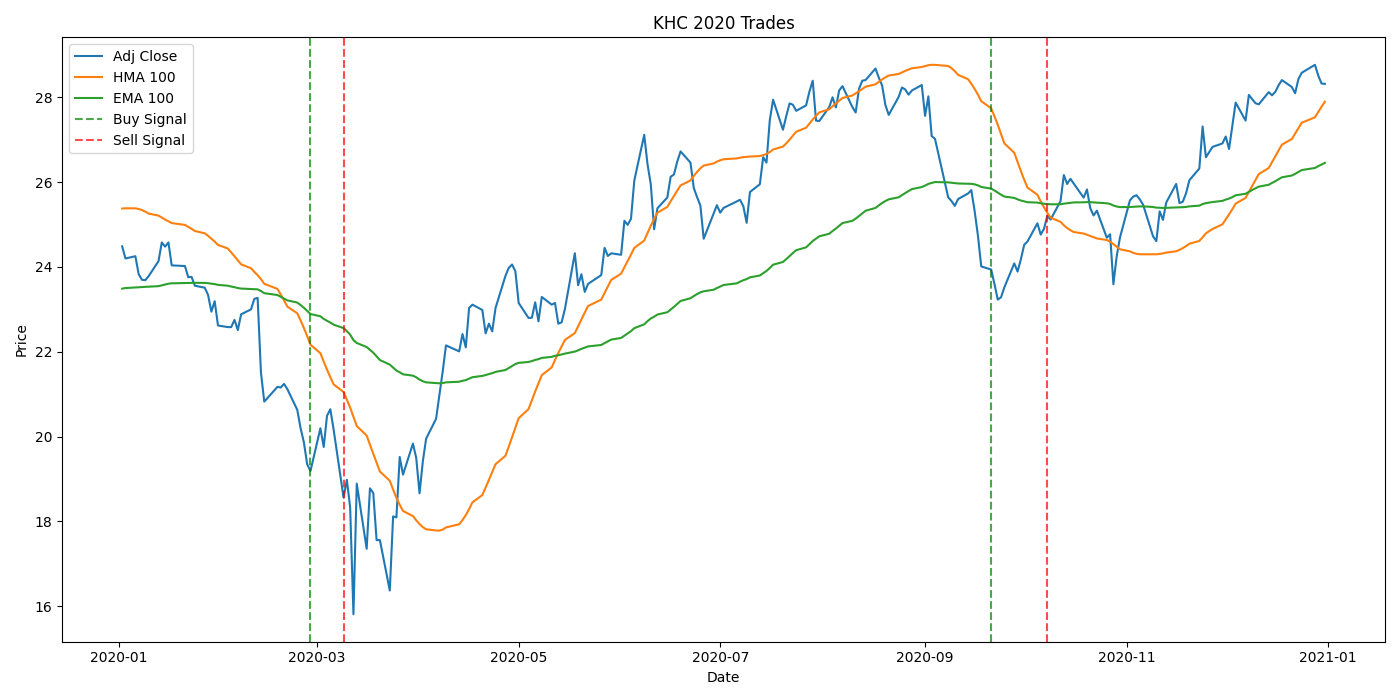 KHC 2020 Trades
Adj Close
HMA 100
EMA 100
Buy Signal
Sell Signal
Price
28
26
24
22
20
18
16
2020-01 2020-03 2020-05 2020-07 2020-09 2020-11 2021-01
Date